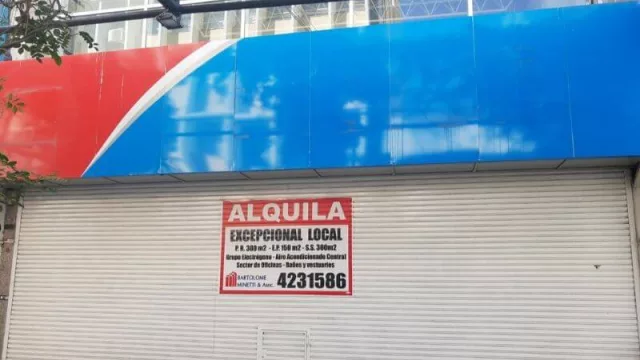 ALQUILA
EXCEPCIONAL LOCAL
P. B. 300 m2 - E.P. 150 m2 - S.S. 300m2
Grupo Electrógeno - Aire Acondicionado Central
Sector de Oficinas - Baños y vestuarios
BARTOLOME
MINETTI & Asoc.
4231586